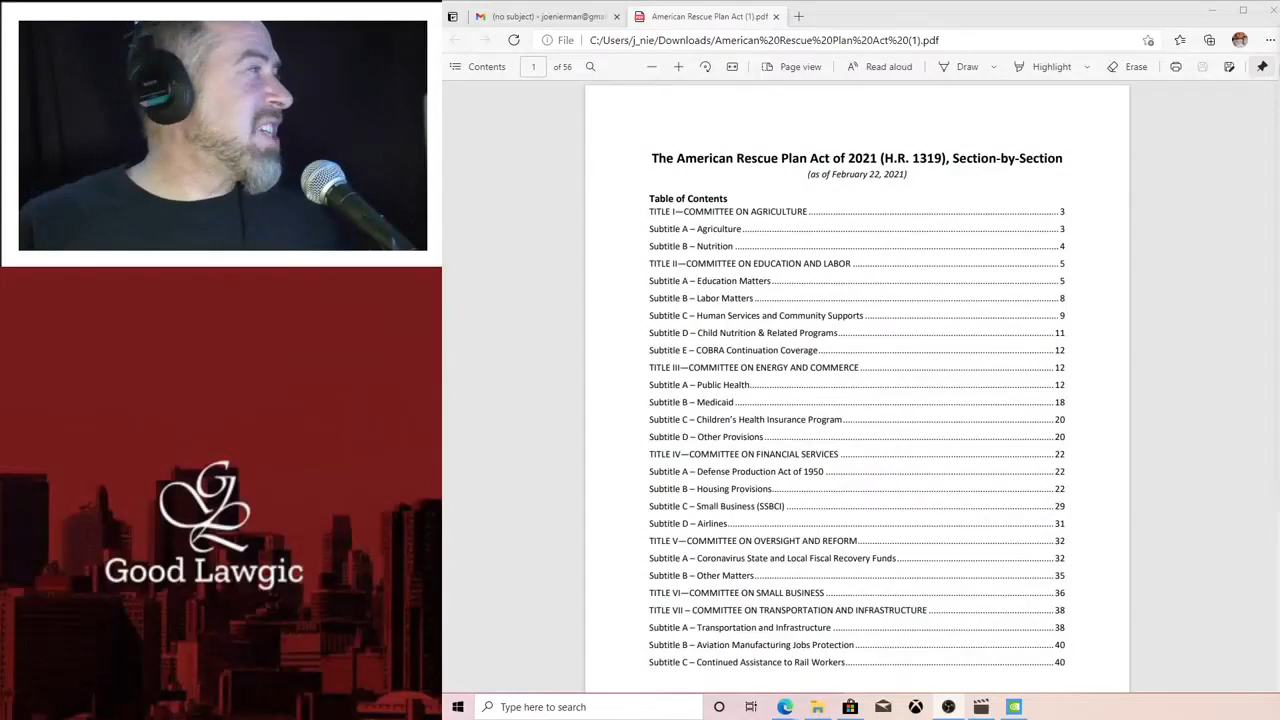 (no subject) - joenierman@gmai
American Rescue Plan Act (1).pdf
File
C:/Users/j_nie/Downloads/American%20Rescue%20Plan%20Act%20(1).pdf
Contents
1 of 56
Page view
Read aloud
Draw
Highlight
Erase
The American Rescue Plan Act of 2021 (H.R. 1319), Section-by-Section
(as of February 22, 2021)
Table of Contents
TITLE I—COMMITTEE ON AGRICULTURE 3
Subtitle A – Agriculture 3
Subtitle B – Nutrition 4
TITLE II—COMMITTEE ON EDUCATION AND LABOR 5
Subtitle A – Education Matters 5
Subtitle B – Labor Matters 8
Subtitle C – Human Services and Community Supports 9
Subtitle D – Child Nutrition & Related Programs 11
Subtitle E – COBRA Continuation Coverage 12
TITLE III—COMMITTEE ON ENERGY AND COMMERCE 12
Subtitle A – Public Health 12
Subtitle B – Medicaid 18
Subtitle C – Children's Health Insurance Program 20
Subtitle D – Other Provisions 20
TITLE IV—COMMITTEE ON FINANCIAL SERVICES 22
Subtitle A – Defense Production Act of 1950 22
Subtitle B – Housing Provisions 22
Subtitle C – Small Business (SSBCI) 29
Subtitle D – Airlines 31
TITLE V—COMMITTEE ON OVERSIGHT AND REFORM 32
Subtitle A – Coronavirus State and Local Fiscal Recovery Funds 32
Subtitle B – Other Matters 35
TITLE VI—COMMITTEE ON SMALL BUSINESS 36
TITLE VII – COMMITTEE ON TRANSPORTATION AND INFRASTRUCTURE 38
Subtitle A – Transportation and Infrastructure 38
Subtitle B – Aviation Manufacturing Jobs Protection 40
Subtitle C – Continued Assistance to Rail Workers 40
GL
Good Lawgic
Type here to search